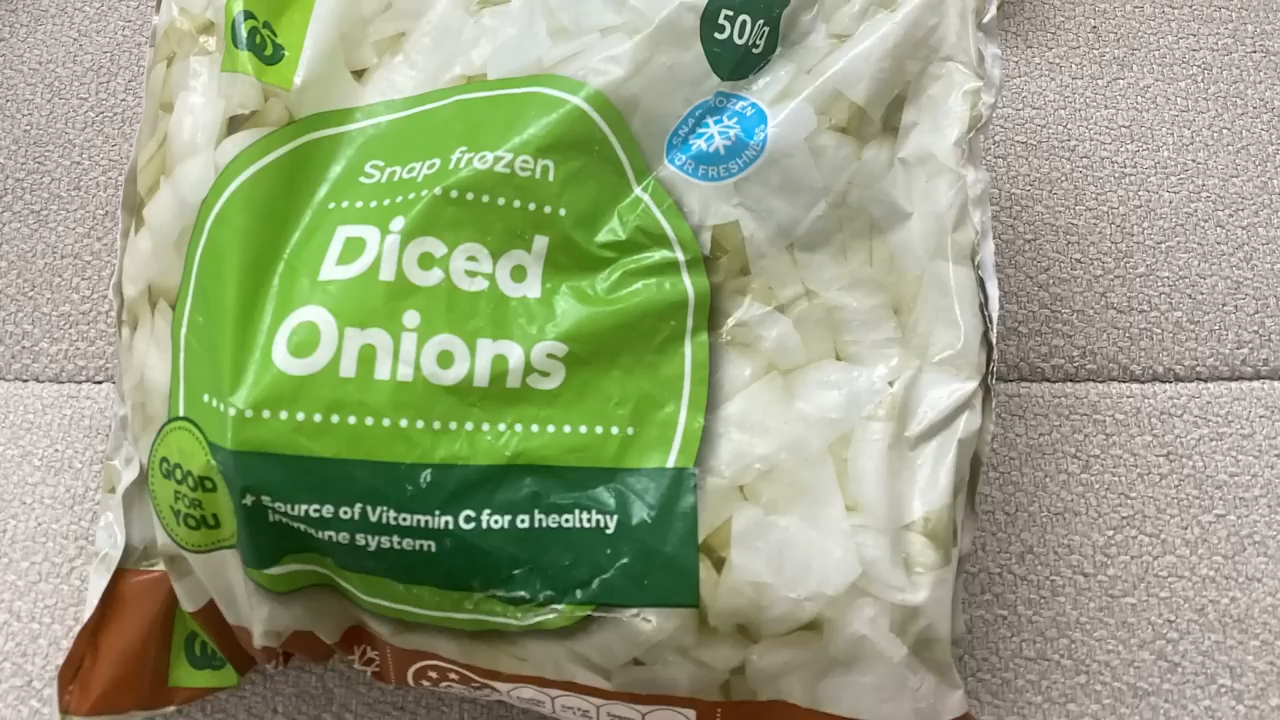 500g
SNAP FROZEN
FOR FRESHNESS
Snap frozen
Diced
Onions
GOOD
FOR
YOU
Source of Vitamin C for a healthy
immune system